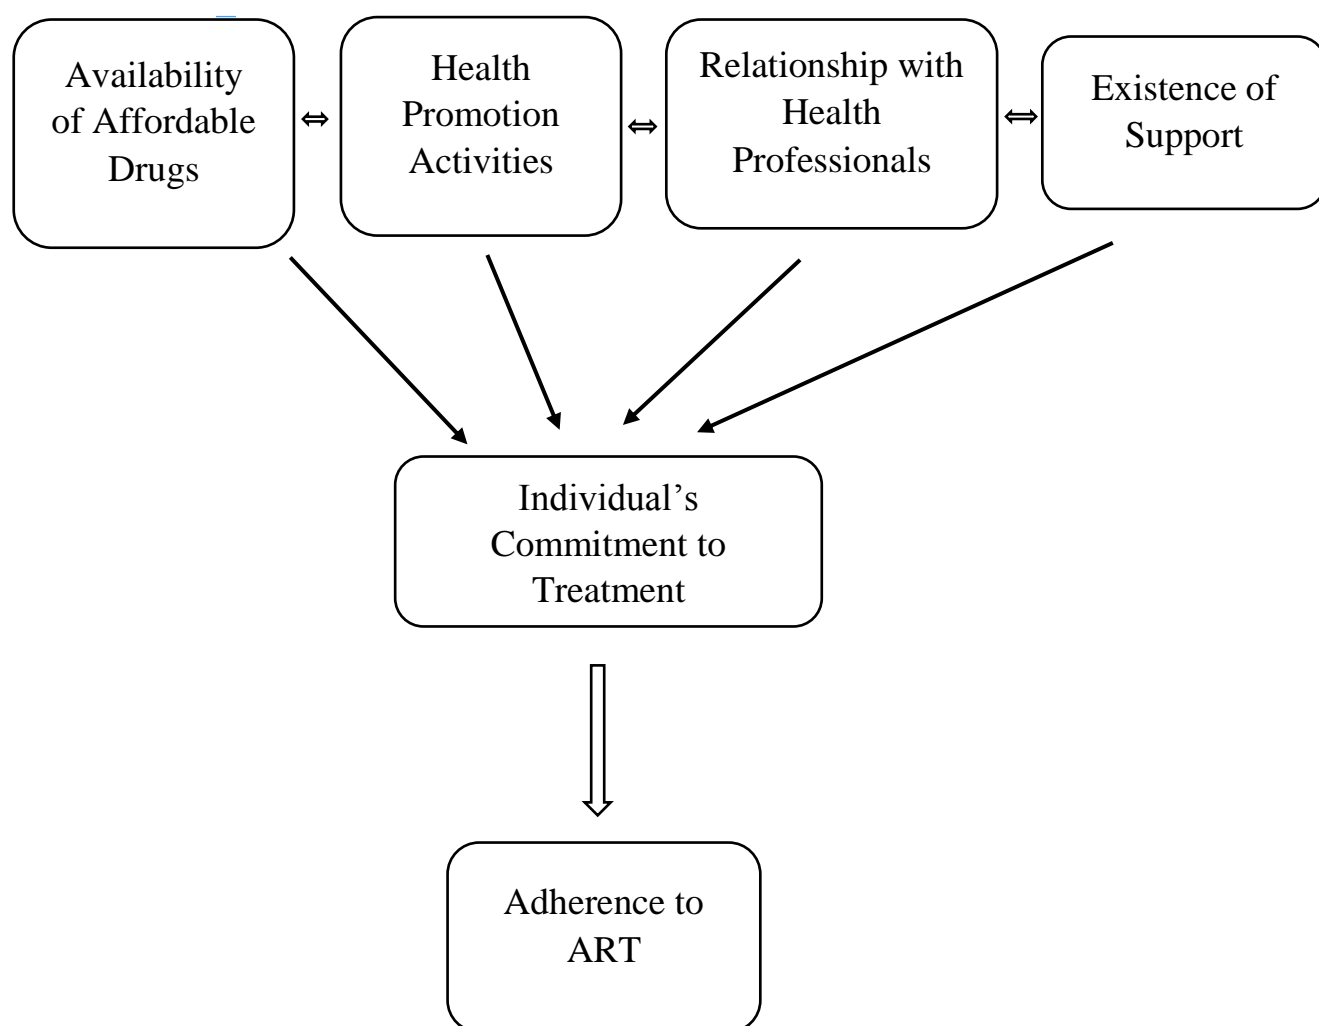 Availability
of Affordable
Drugs
Health
Promotion
Activities
Relationship with
Health
Professionals
Existence of
Support
Individual’s
Commitment to
Treatment
Adherence to
ART